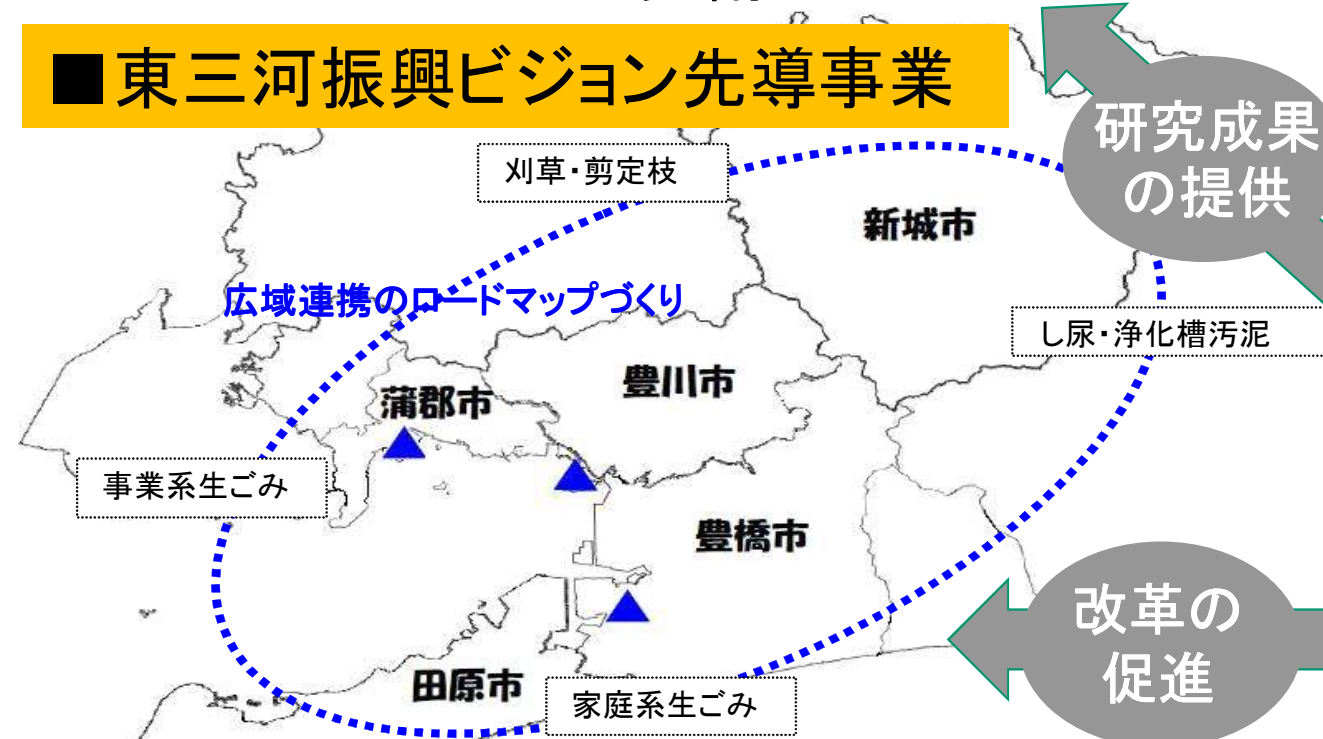 ■東三河振興ビジョン先導事業
研究成果
の提供
刈草・剪定枝
新城市
広域連携のロードマップづくり
し尿・浄化槽汚泥
豊川市
蒲郡市
事業系生ごみ
豊橋市
改革の
促進
田原市
家庭系生ごみ